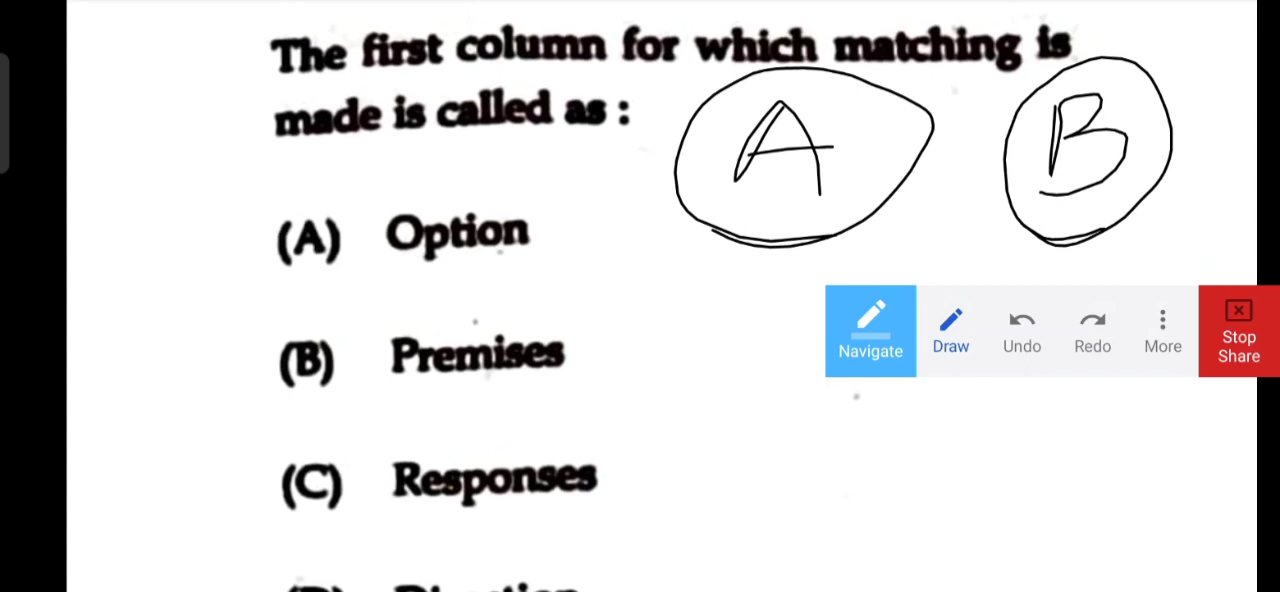 The first column for which matching is
made is called as :
A B
(A) Option
(B) Premises
Navigate Draw Undo Redo More Stop Share
(C) Responses